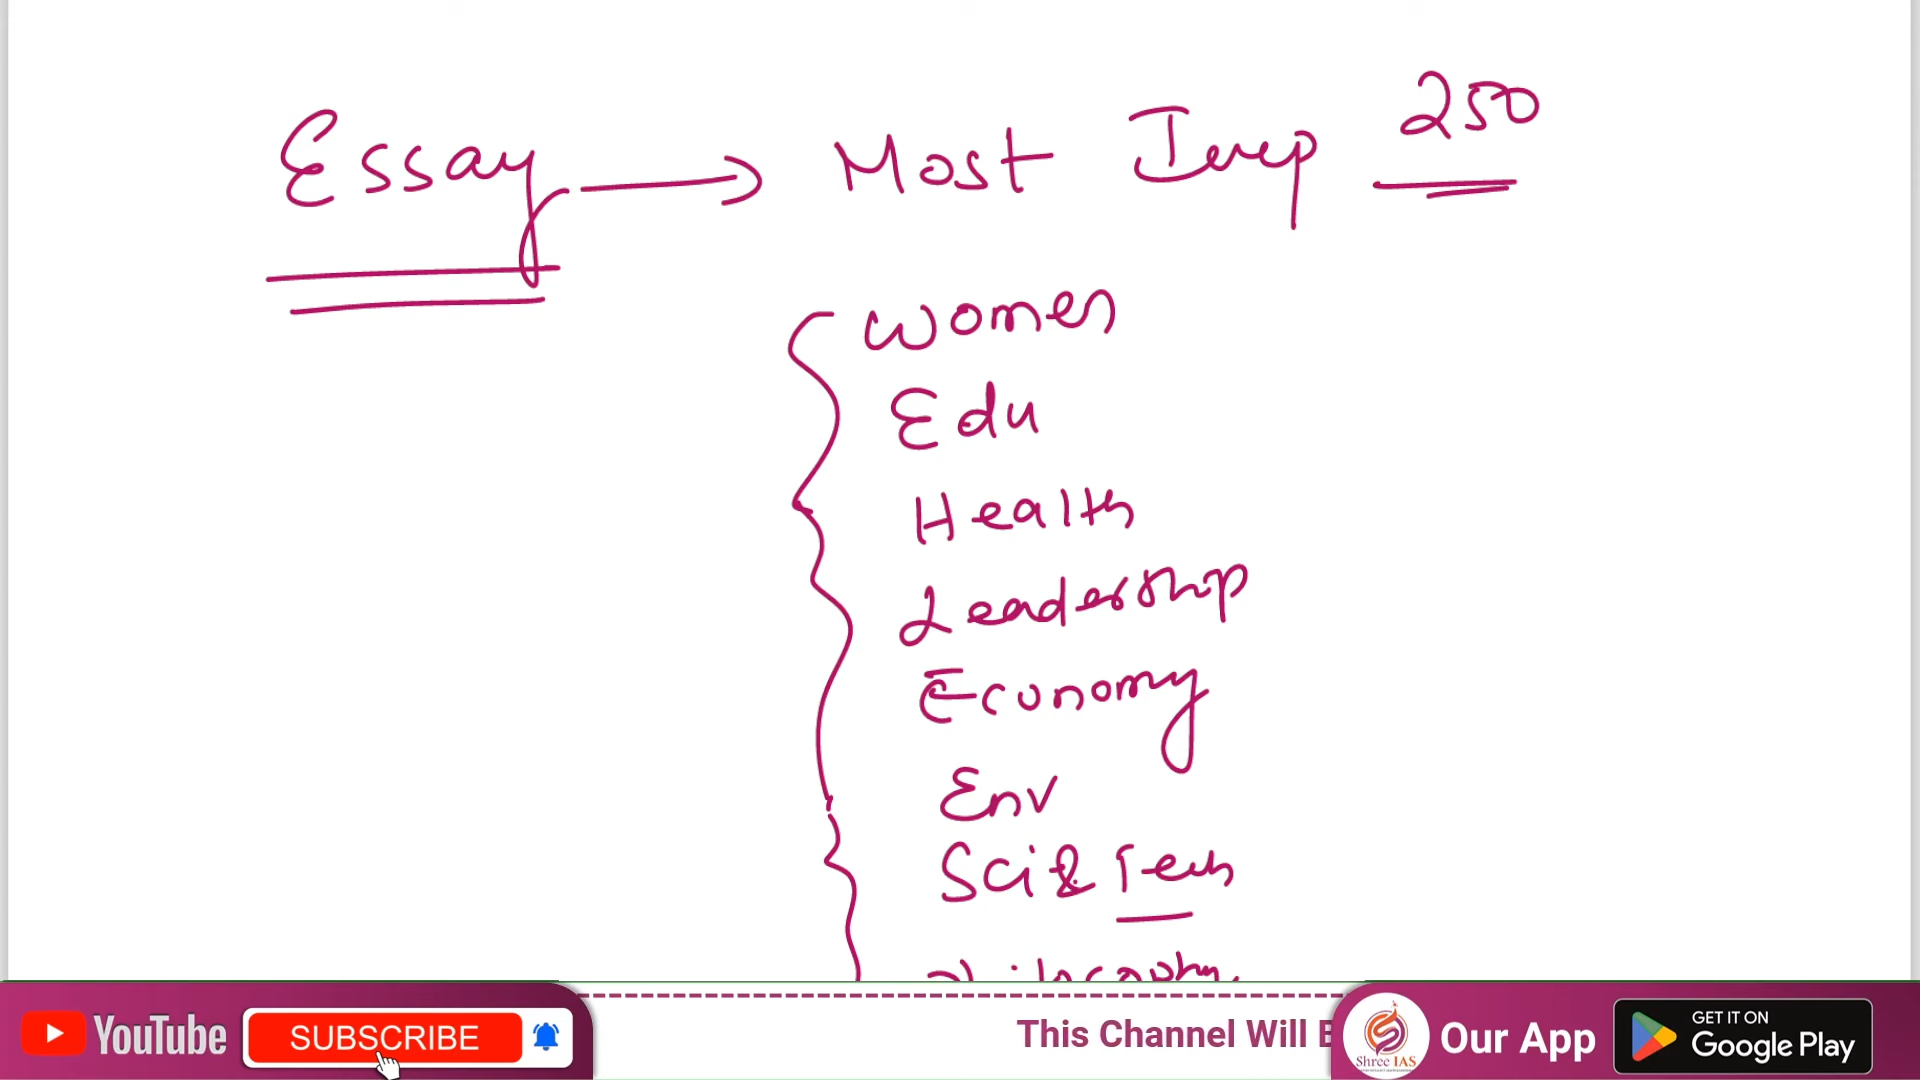 Essay → Most Imp 250
Women
Edu
Health
Leadership
Economy
Env
Sci & Tech
Philosophy
YouTube SUBSCRIBE
This Channel Will
Shree IAS
Our App
GET IT ON
Google Play